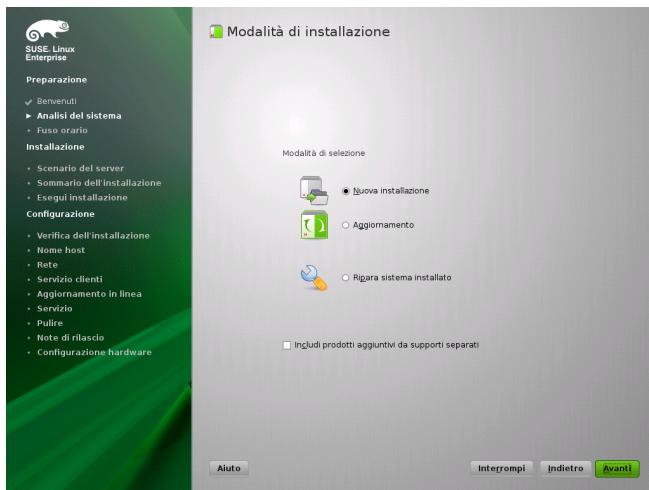 SUSE. Linux
Enterprise
Preparazione
Benvenuti
Analisi del sistema
Fuso orario
Installazione
Scenario del server
Sommario dell'installazione
Esegui installazione
Configurazione
Verifica dell'installazione
Nome host
Rete
Servizio clienti
Aggiornamento in linea
Servizio
Pulire
Note di rilascio
Configurazione hardware
Modalità di installazione
Modalità di selezione
Nuova installazione
Aggiornamento
Ripara sistema installato
Includi prodotti aggiuntivi da supporti separati
Aiuto
Interrompi
Indietro
Avanti